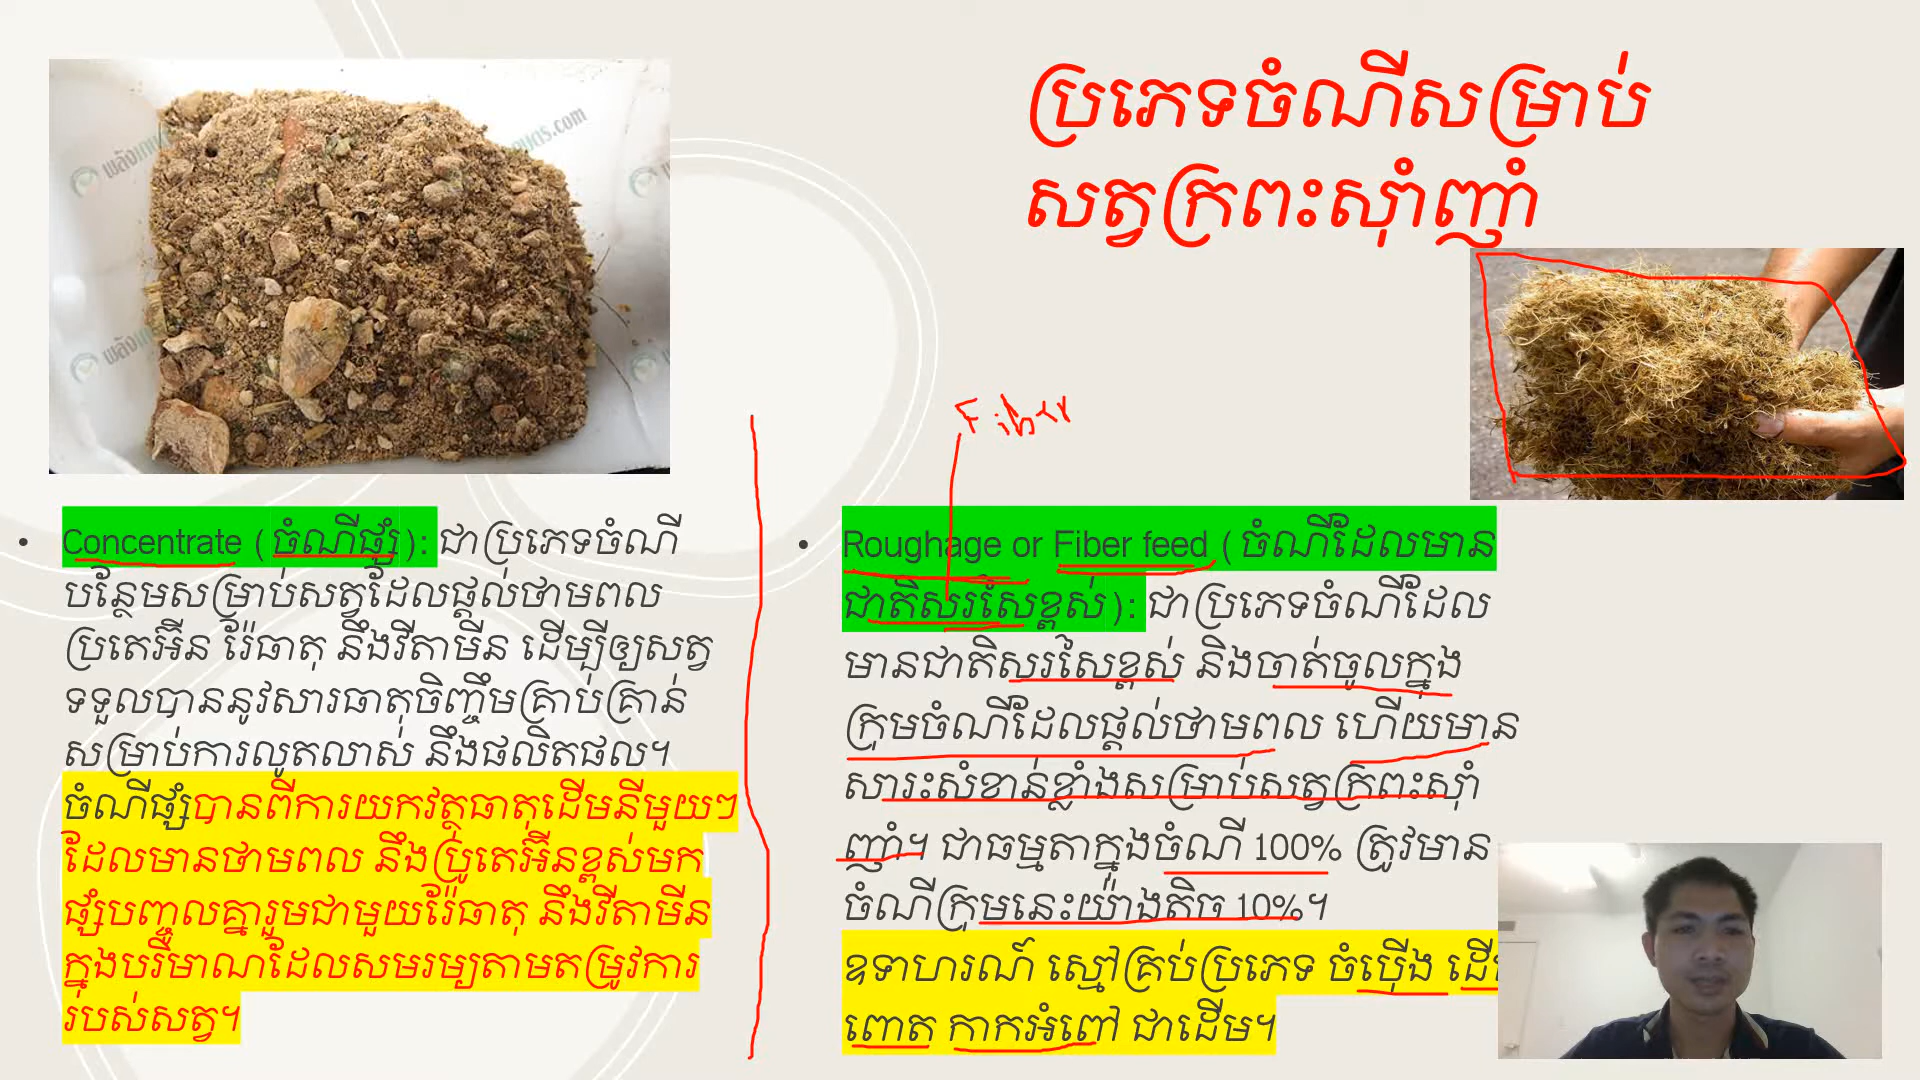 ប្រភេទចំណីសម្រាប់
សត្វក្រពះស៊ាំញ៉ាំ
Fiber
Concentrate (ចំណីផ្សំ): ជាប្រភេទចំណី
បន្ថែមសម្រាប់សត្វដែលផ្តល់ថាមពល
ប្រតេអ៊ីន រ៉ែធាតុ នឹងវីតាមីន ដើម្បីឲ្យសត្វ
ទទួលបាននូវសារធាតុចិញ្ចឹមគ្រាប់គ្រាន់
សម្រាប់ការលូតលាស់ នឹងផលិតផល។
ចំណីផ្សំបានពីការយកវត្ថុធាតុដើមនីមួយៗ
ដែលមានថាមពល នឹងប្រូតេអ៊ីនខ្ពស់មក
ផ្សំបញ្ចូលគ្នារួមជាមួយរ៉ែធាតុ នឹងវីតាមីន
ក្នុងបរិមាណដែលសមរម្បតាមតម្រូវការ
របស់សត្វ។
Roughage or Fiber feed (ចំណីដែលមាន
ជាតិសរសៃខ្ពស់): ជាប្រភេទចំណីដែល
មានជាតិសរសៃខ្ពស់ និងចាត់ចូលក្នុង
ក្រុមចំណីដែលផ្តល់ថាមពល ហើយមាន
សារះសំខាន់ខ្លាំងសម្រាប់សត្វក្រពះស៊ាំ
ញ៉ាំ។ ជាធម្មតាក្នុងចំណី 100% ត្រូវមាន
ចំណីក្រុមនេះយ៉ាងតិច 10%។
ឧទាហរណ៍ ស្មៅគ្រប់ប្រភេទ ចំប៉ើង
ពោត កាកអំពៅ ជាដើម។